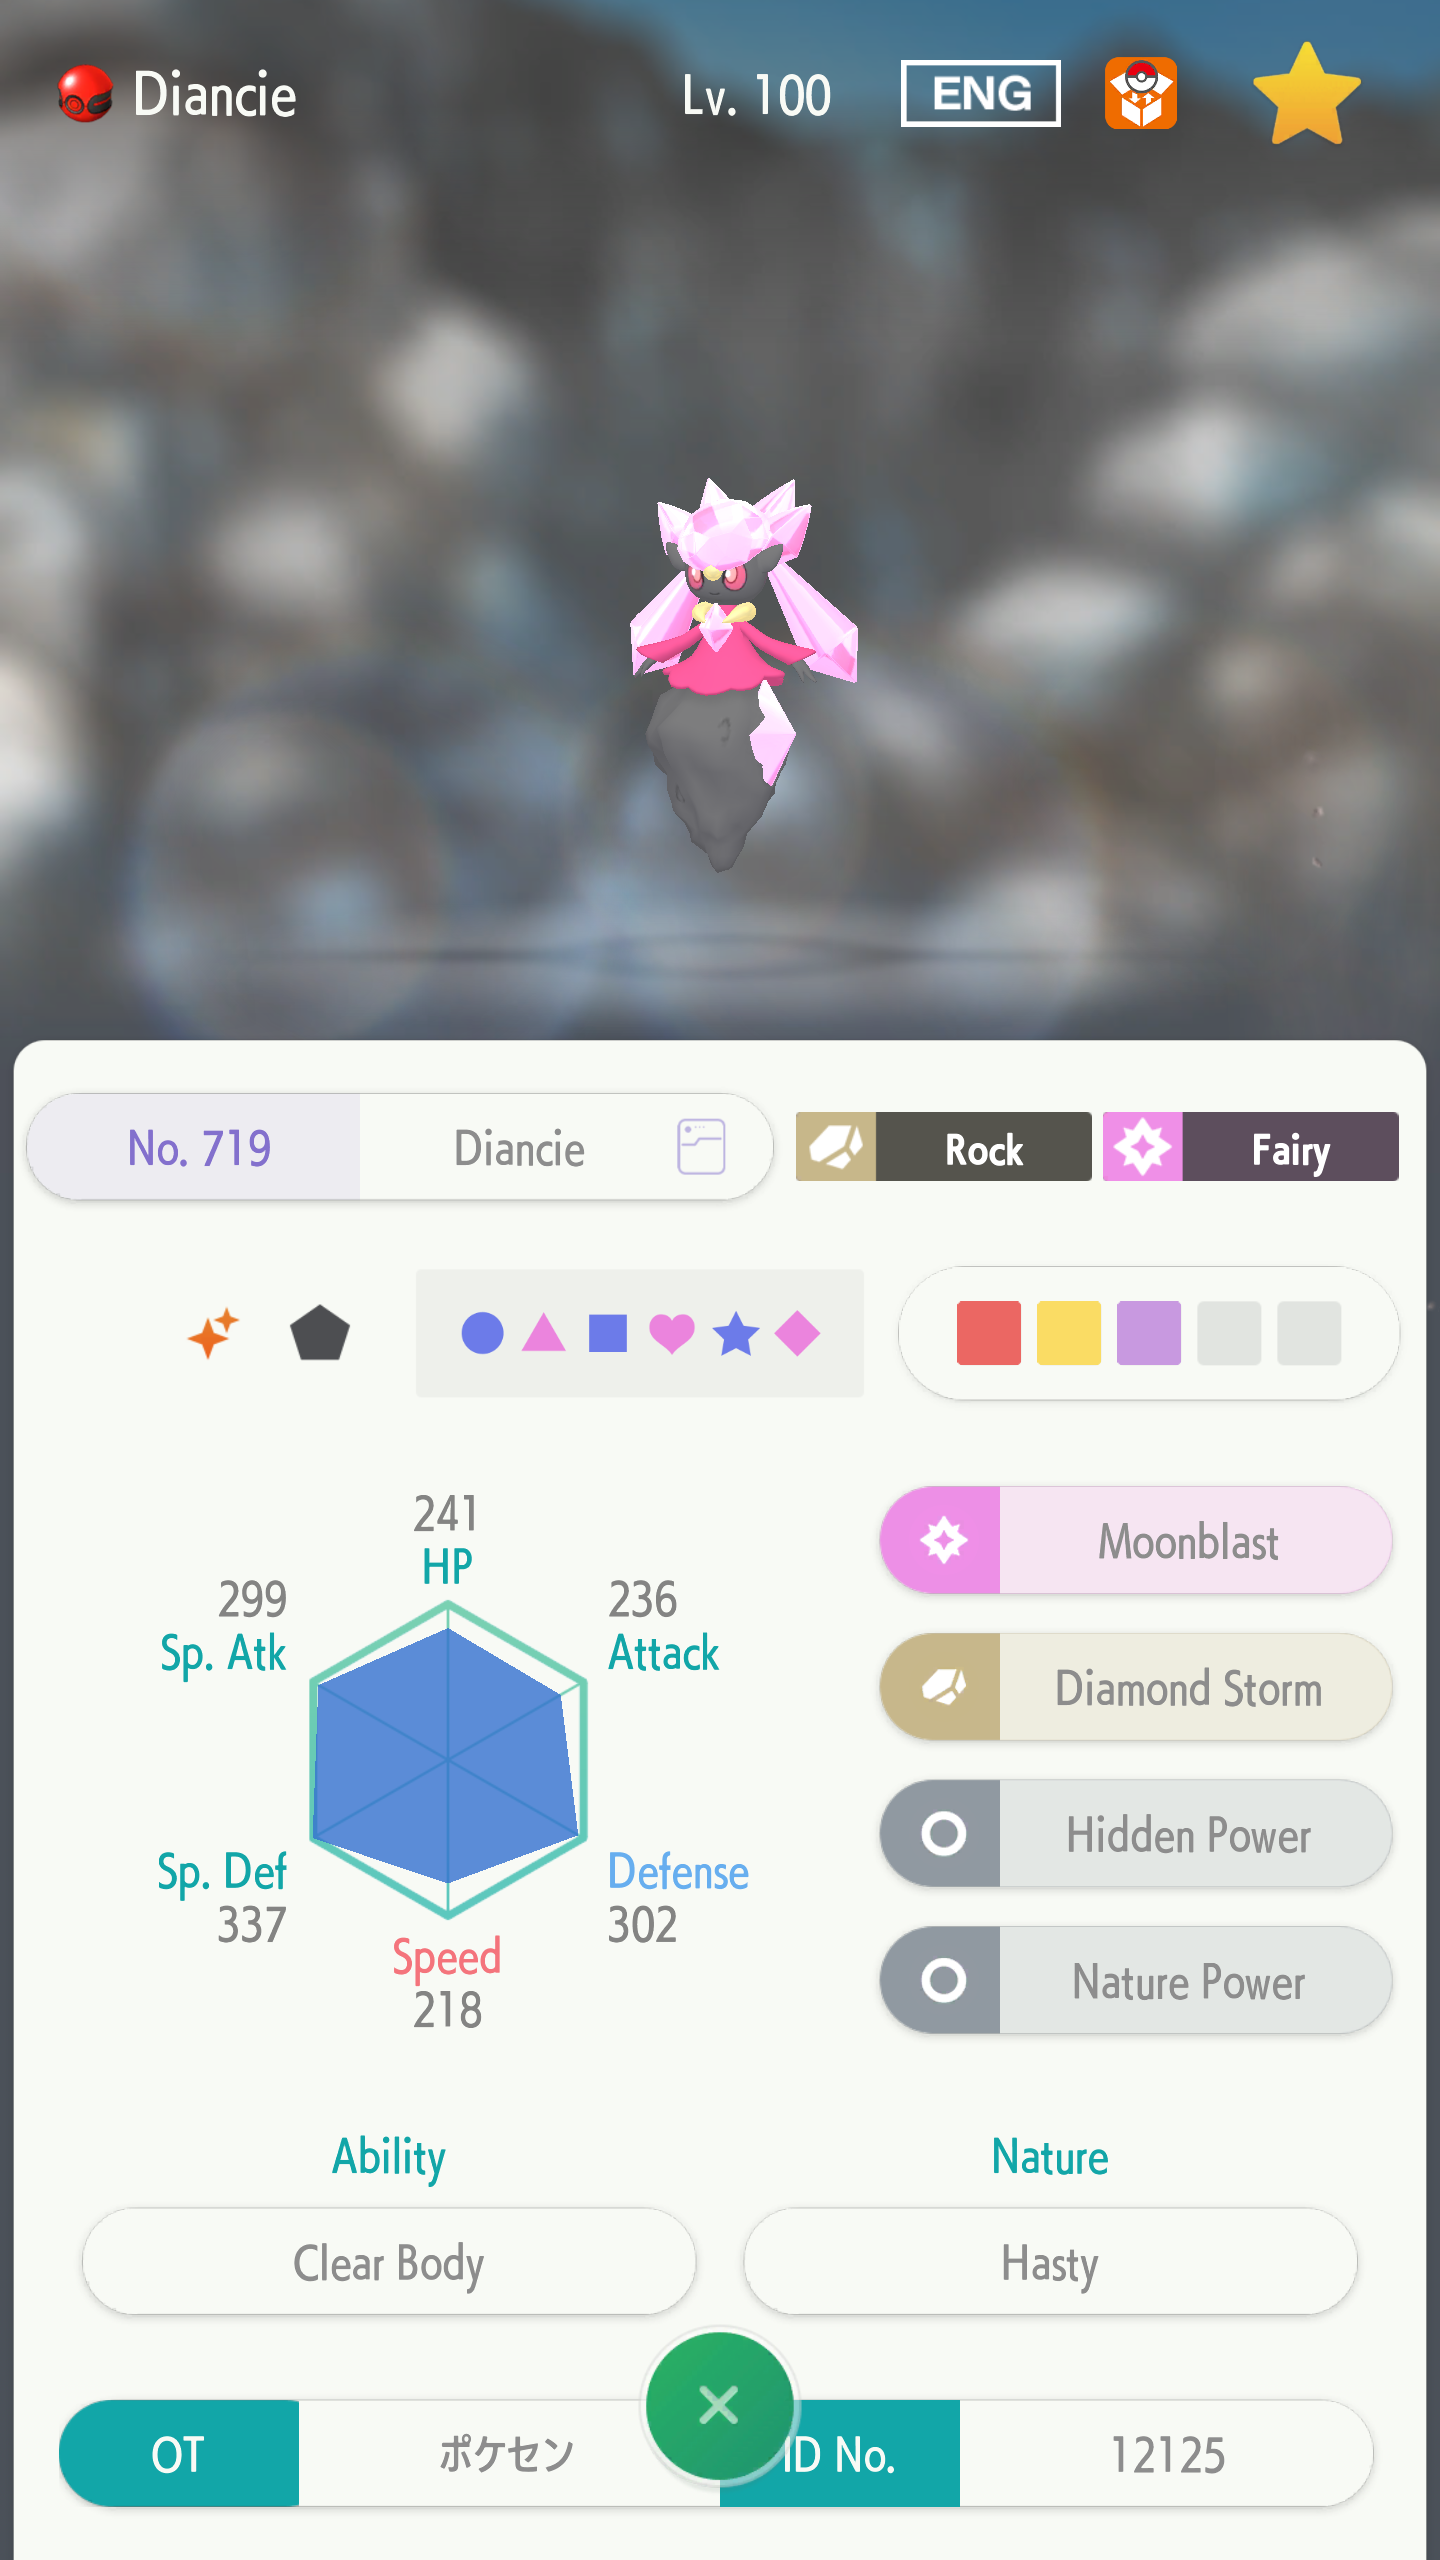 Diancie Lv. 100 ENG
No. 719 Diancie Rock Fairy
241
HP
299
Sp. Atk
236
Attack
Sp. Def
337
Defense
302
Speed
218
Moonblast
Diamond Storm
Hidden Power
Nature Power
Ability
Clear Body
Nature
Hasty
OT ポケセン ID No. 12125